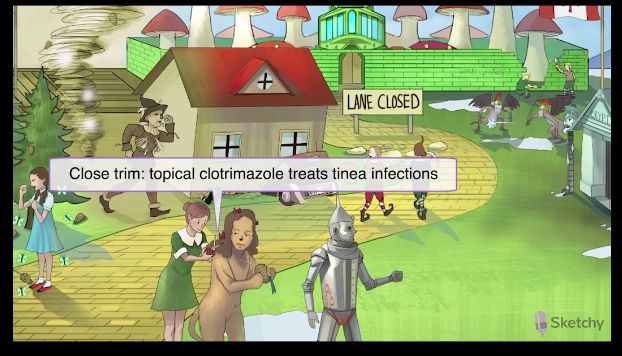 LANE CLOSED
Close trim: topical clotrimazole treats tinea infections
Sketchy